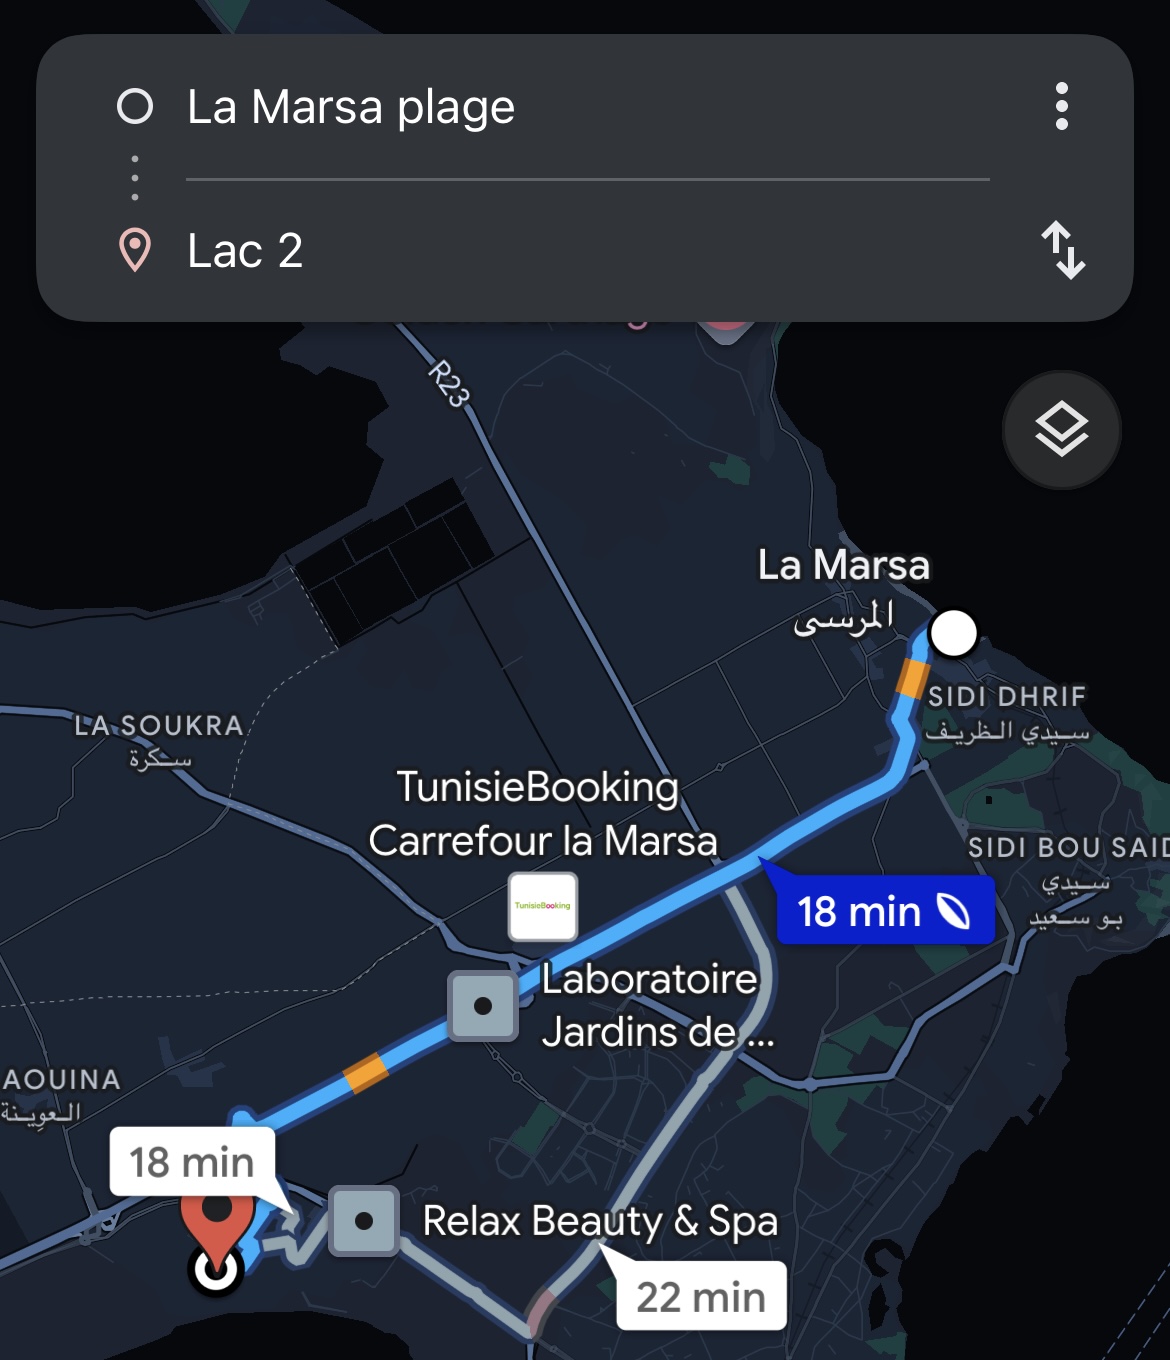 La Marsa plage
Lac 2
R23
La Marsa
المرسى
SIDI DHRIF
سيدي الظريف
LA SOUKRA
سكرة
TunisieBooking
Carrefour la Marsa
SIDI BOU SAID
سيدي
بو سعيد
TunisieBooking
18 min
Laboratoire
Jardins de ...
AOUINA
العوينة
18 min
Relax Beauty & Spa
22 min